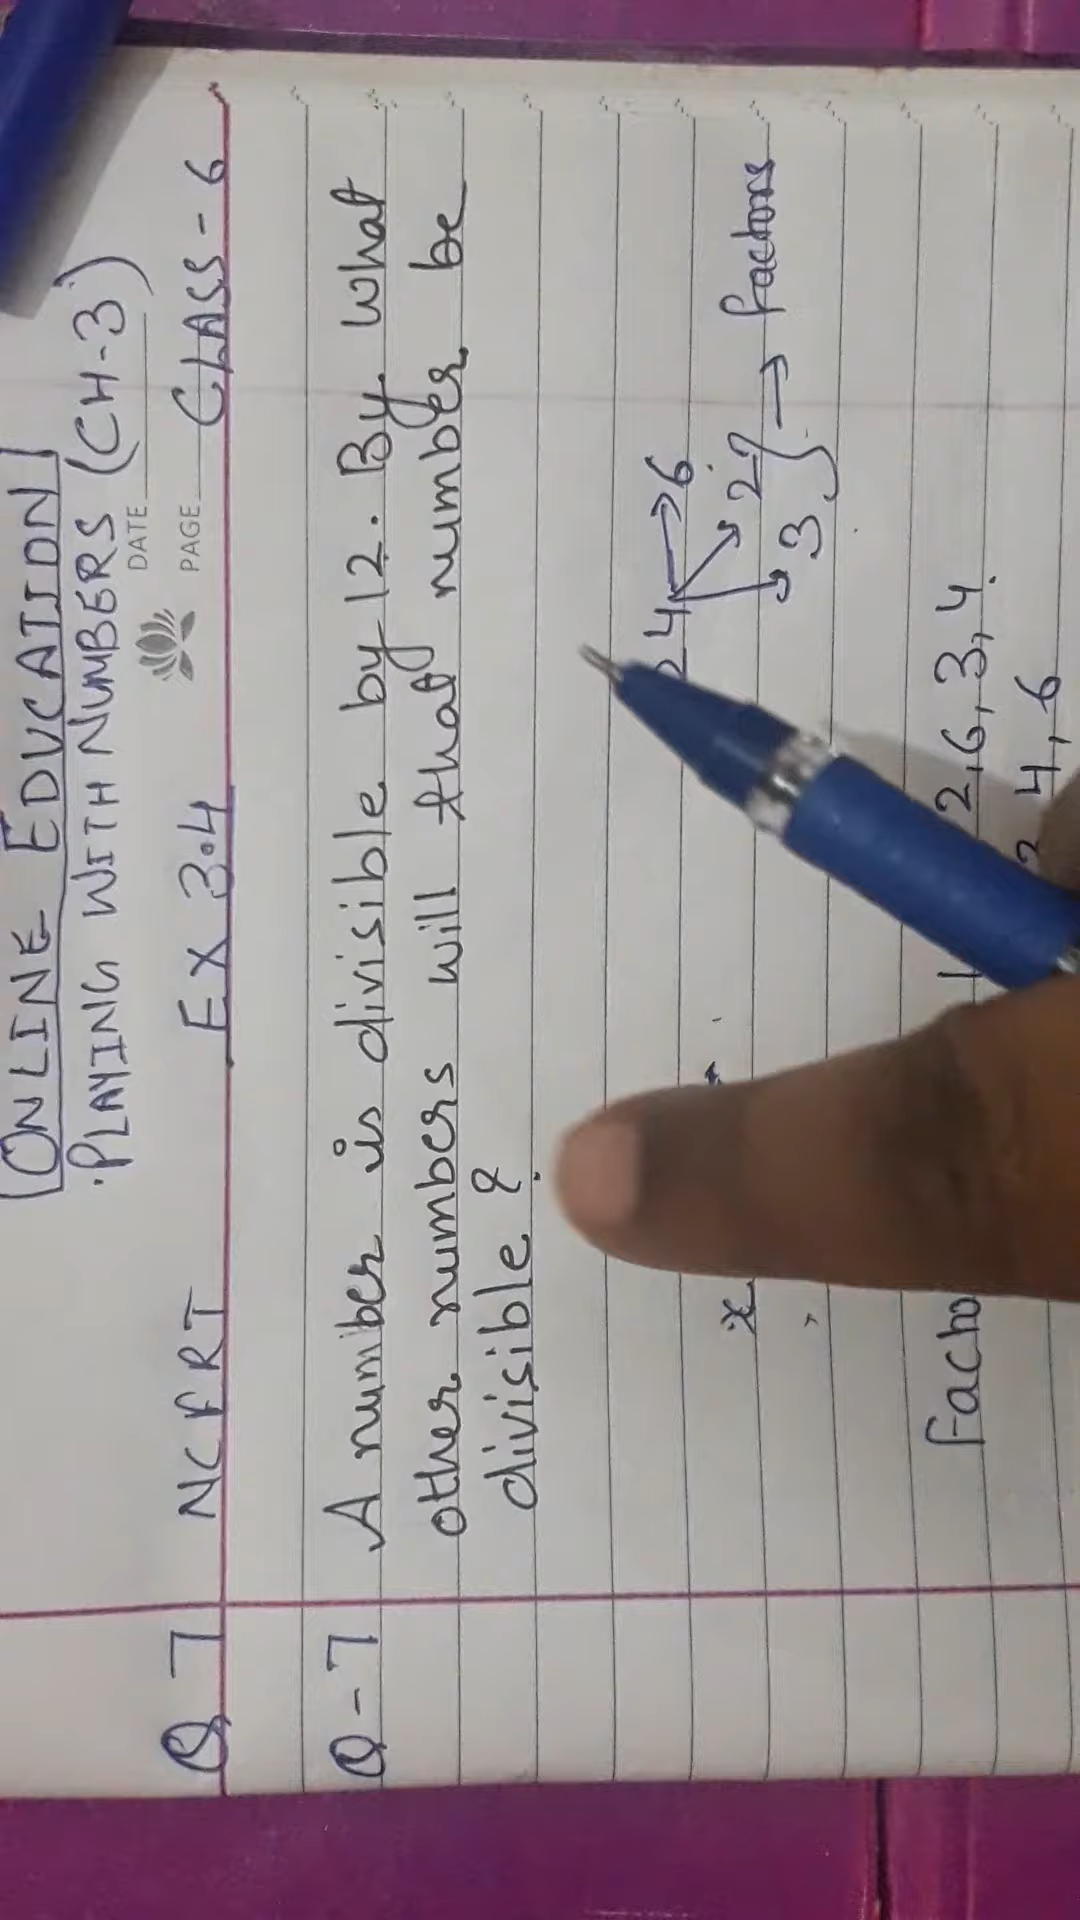 ONLINE EDUCATION
PLAYING WITH NUMBERS (CH-3)
DATE
PAGE
Q 7 NCERT EX 3.4 CLASS - 6
Q-7 A number is divisible by 12. By what
other numbers will that number be
divisible ?
24 6
x 2
3 → factors
2, 6, 3, 4.
4, 6